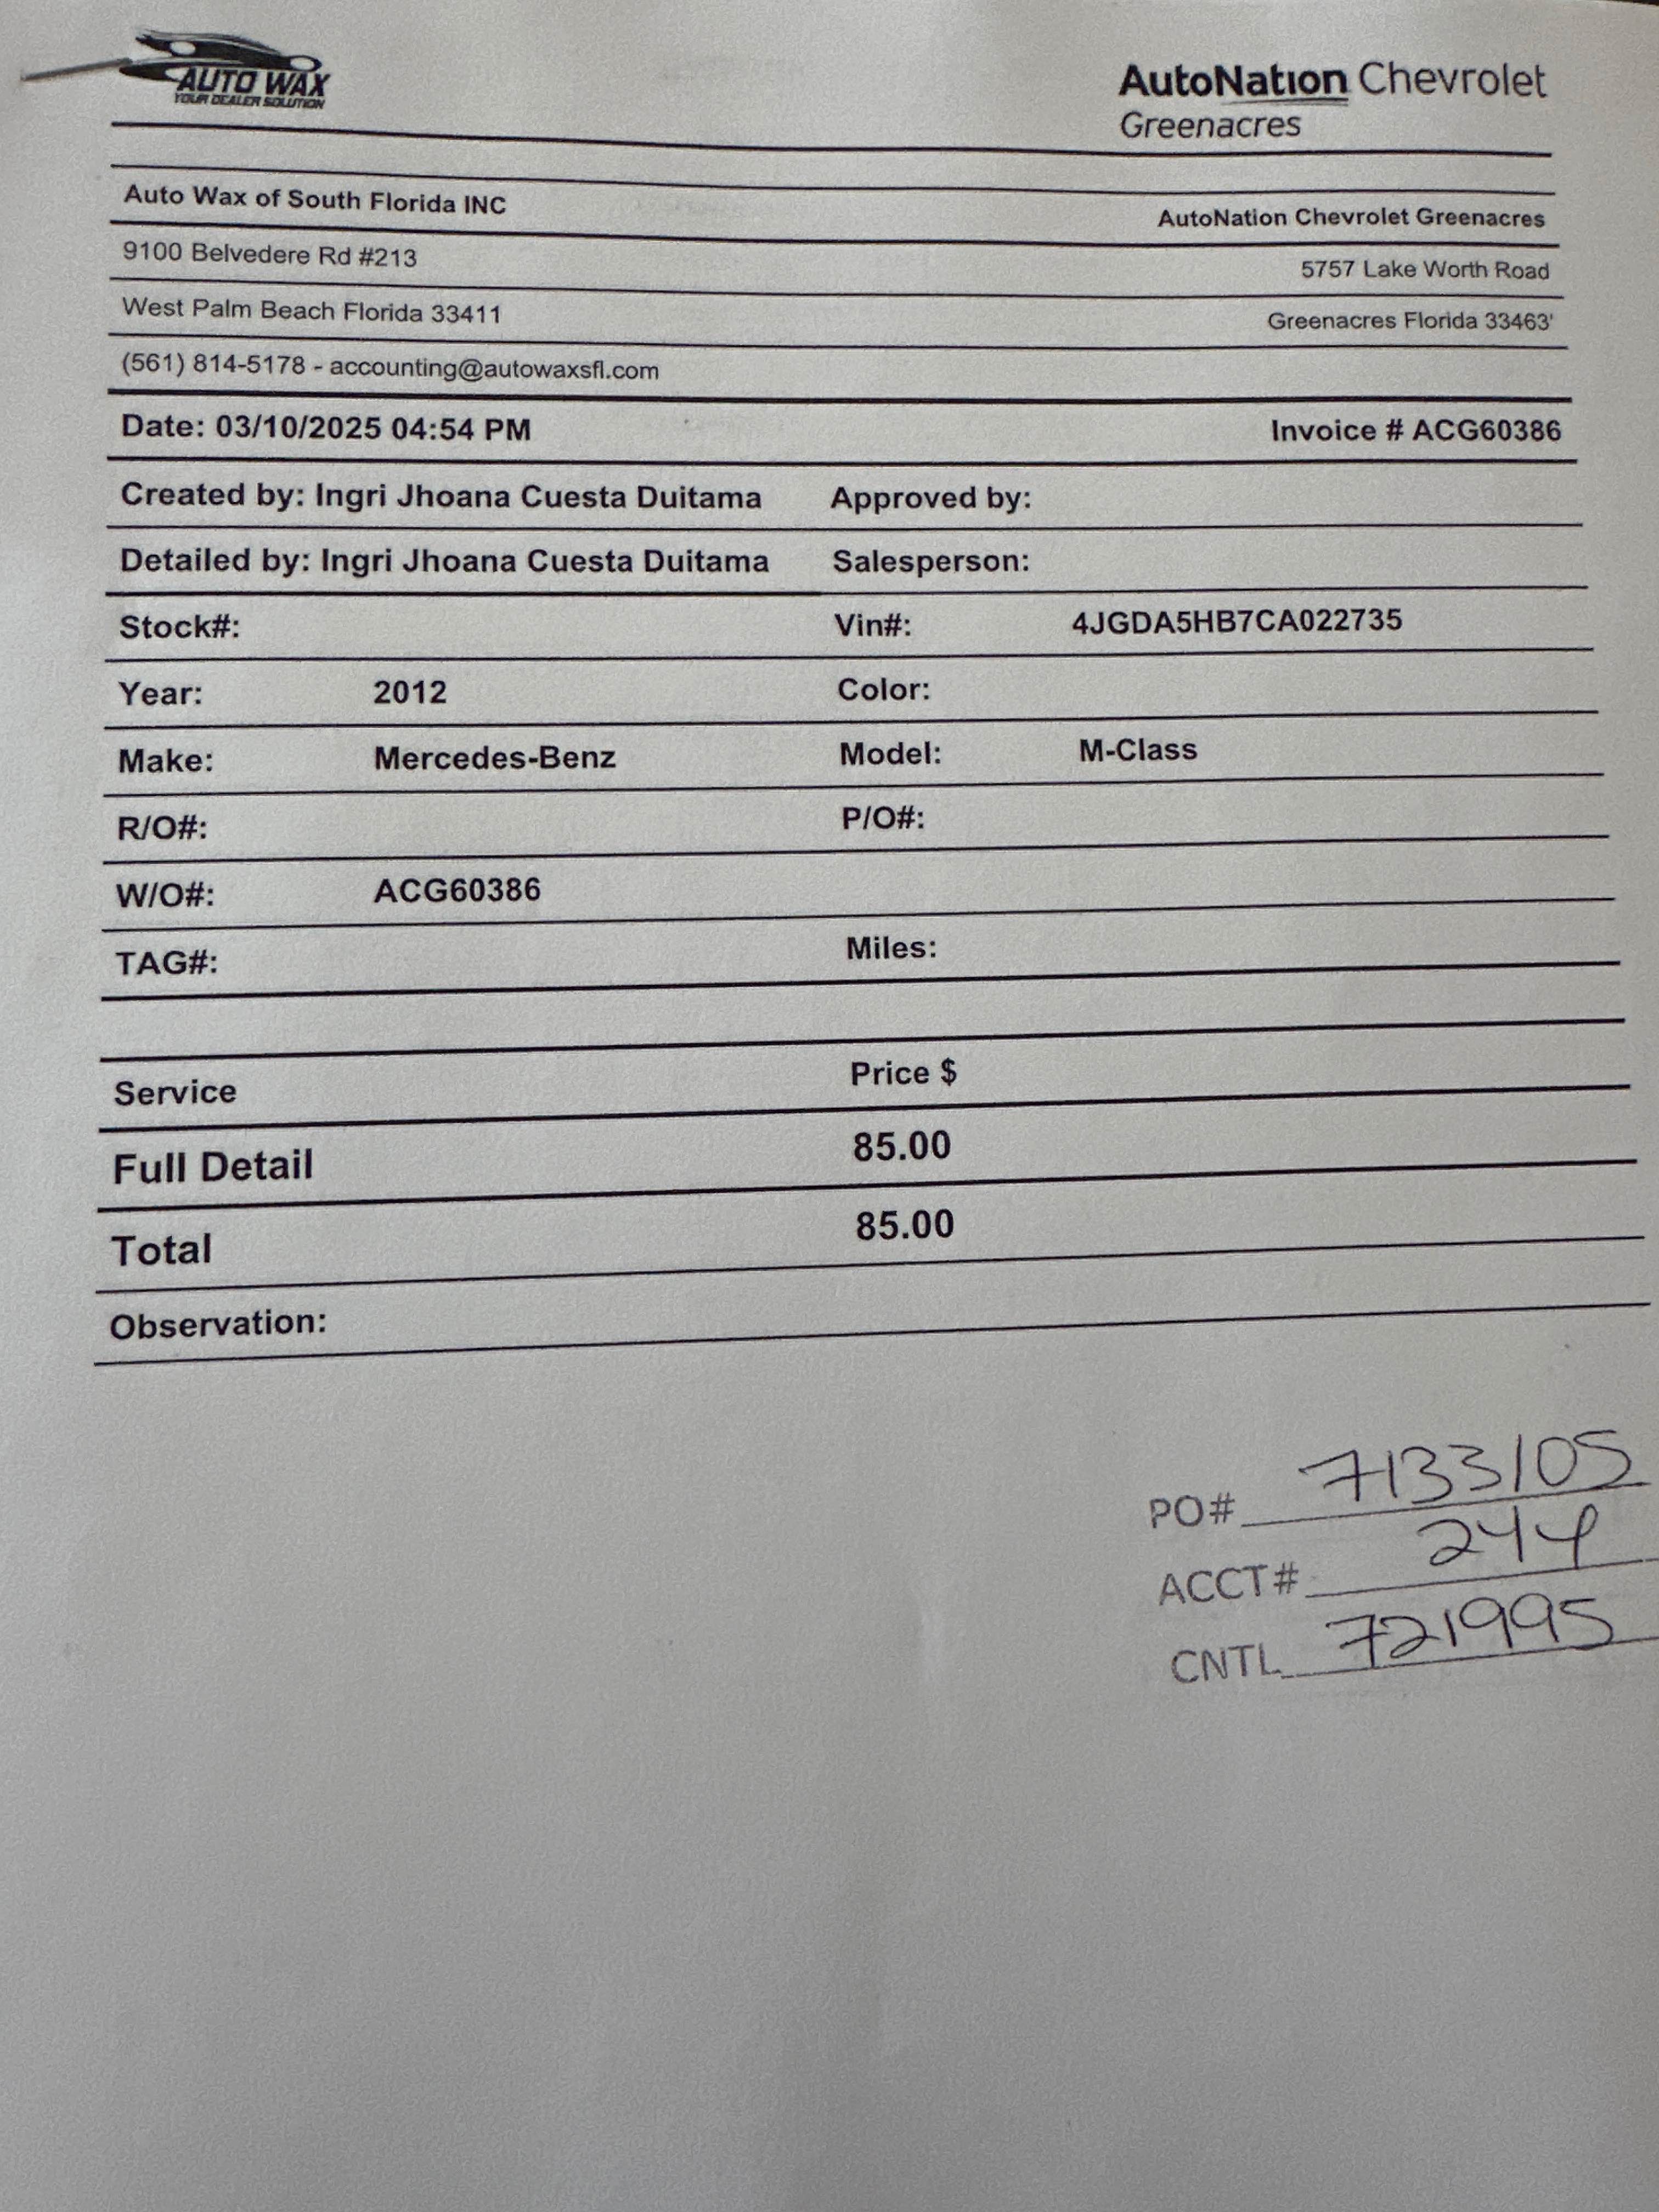 AUTO WAX
YOUR DEALER SOLUTION
AutoNation Chevrolet
Greenacres
Auto Wax of South Florida INC
AutoNation Chevrolet Greenacres
9100 Belvedere Rd #213
5757 Lake Worth Road
West Palm Beach Florida 33411
Greenacres Florida 33463'
(561) 814-5178 - accounting@autowaxsfl.com
Date: 03/10/2025 04:54 PM Invoice # ACG60386
Created by: Ingri Jhoana Cuesta Duitama Approved by:
Detailed by: Ingri Jhoana Cuesta Duitama Salesperson:
Stock#: Vin#: 4JGDA5HB7CA022735
Year: 2012 Color:
Make: Mercedes-Benz Model: M-Class
R/O#: P/O#:
W/O#: ACG60386
TAG#: Miles:
Service Price $
Full Detail 85.00
Total 85.00
Observation:
PO# 7133105
ACCT# 244
CNTL 721995